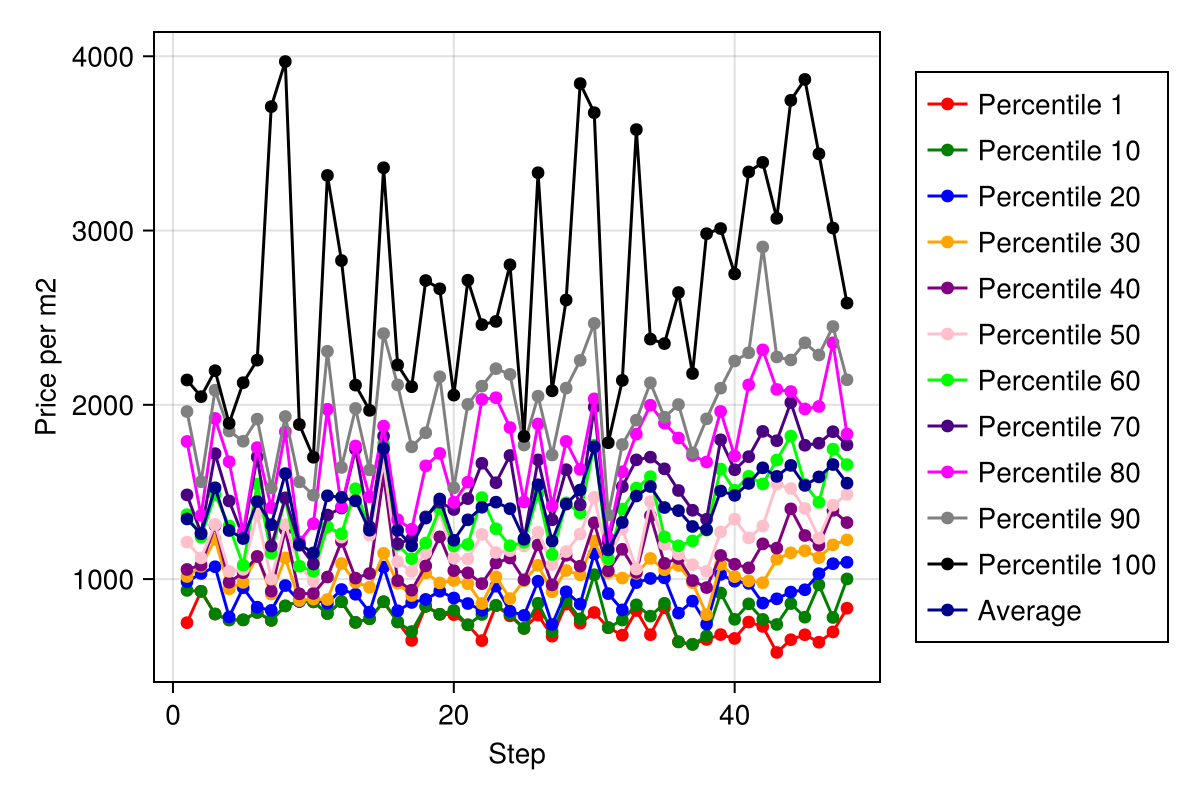 4000
3000
2000
1000
Price per m2
0
20
40
Step
Percentile 1
Percentile 10
Percentile 20
Percentile 30
Percentile 40
Percentile 50
Percentile 60
Percentile 70
Percentile 80
Percentile 90
Percentile 100
Average